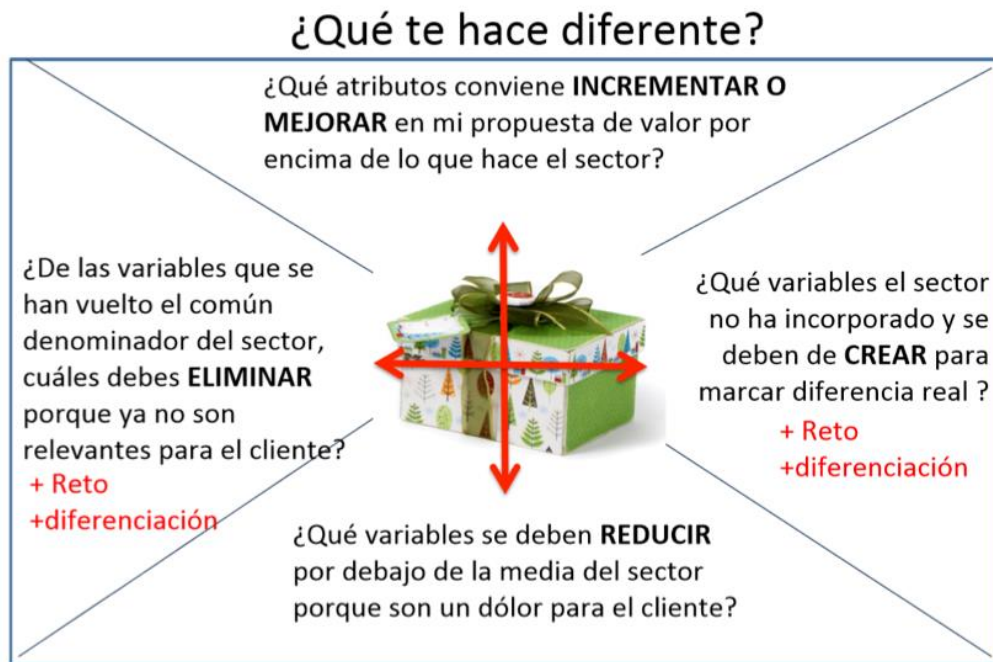 ¿Qué te hace diferente?
¿Qué atributos conviene INCREMENTAR O
MEJORAR en mi propuesta de valor por
encima de lo que hace el sector?
¿De las variables que se
han vuelto el común
denominador del sector,
cuáles debes ELIMINAR
porque ya no son
relevantes para el cliente?
+ Reto
+diferenciación
¿Qué variables el sector
no ha incorporado y se
deben de CREAR para
marcar diferencia real ?
+ Reto
+diferenciación
¿Qué variables se deben REDUCIR
por debajo de la media del sector
porque son un dólor para el cliente?